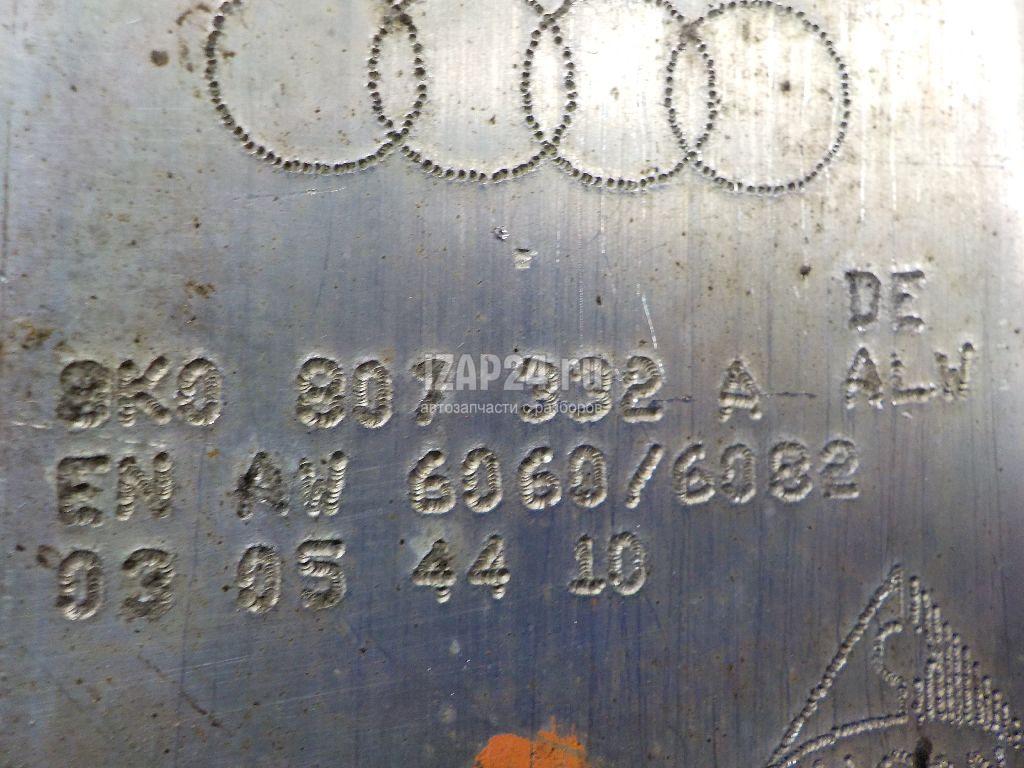 DE
8K0 807 392 A ALW
EN AW 6060/6082
03 05 44 10
IZAP24.ru
автозапчасти с разборов